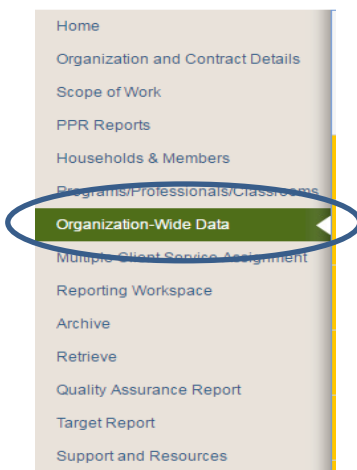 Home
Organization and Contract Details
Scope of Work
PPR Reports
Households & Members
Programs/Professionals/Classrooms
Organization-Wide Data
Multiple Client Service Assignment
Reporting Workspace
Archive
Retrieve
Quality Assurance Report
Target Report
Support and Resources